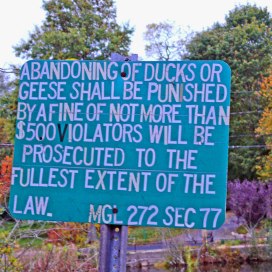 ABANDONING OF DUCKS OR
GEESE SHALL BE PUNISHED
BY A FINE OF NOT MORE THAN
$500 VIOLATORS WILL BE
PROSECUTED TO THE
FULLEST EXTENT OF THE
LAW. MGL 272 SEC 77